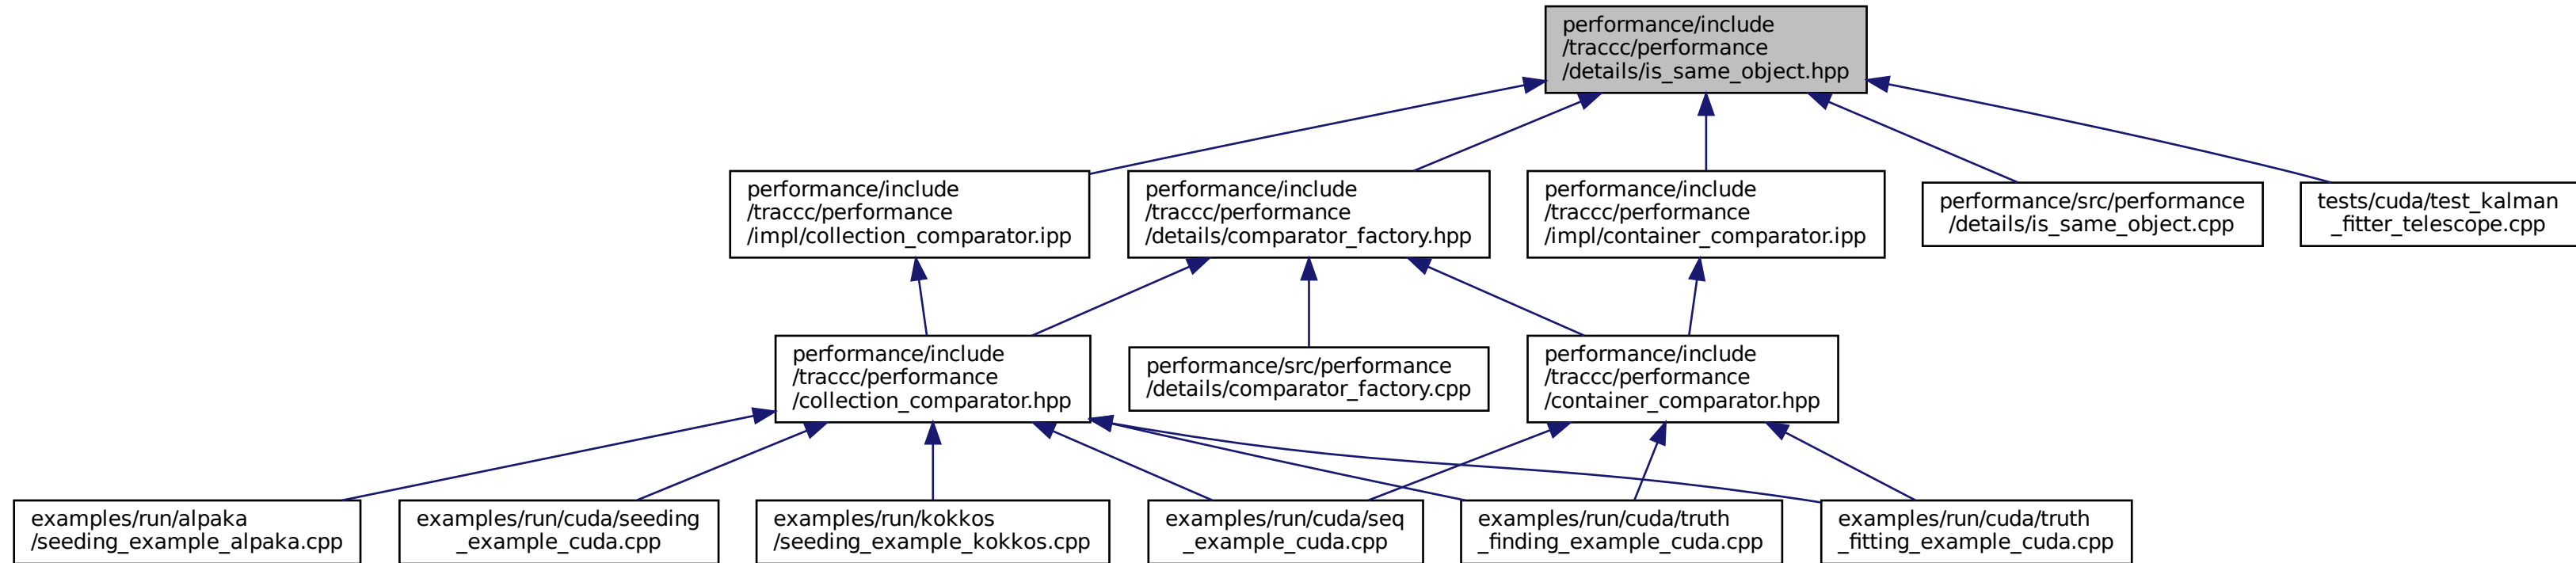 performance/include
/traccc/performance
/details/is_same_object.hpp
performance/include
/traccc/performance
/impl/collection_comparator.ipp
performance/include
/traccc/performance
/details/comparator_factory.hpp
performance/include
/traccc/performance
/impl/container_comparator.ipp
performance/src/performance
/details/is_same_object.cpp
tests/cuda/test_kalman
_fitter_telescope.cpp
performance/include
/traccc/performance
/collection_comparator.hpp
performance/src/performance
/details/comparator_factory.cpp
performance/include
/traccc/performance
/container_comparator.hpp
examples/run/alpaka
/seeding_example_alpaka.cpp
examples/run/cuda/seeding
_example_cuda.cpp
examples/run/kokkos
/seeding_example_kokkos.cpp
examples/run/cuda/seq
_example_cuda.cpp
examples/run/cuda/truth
_finding_example_cuda.cpp
examples/run/cuda/truth
_fitting_example_cuda.cpp